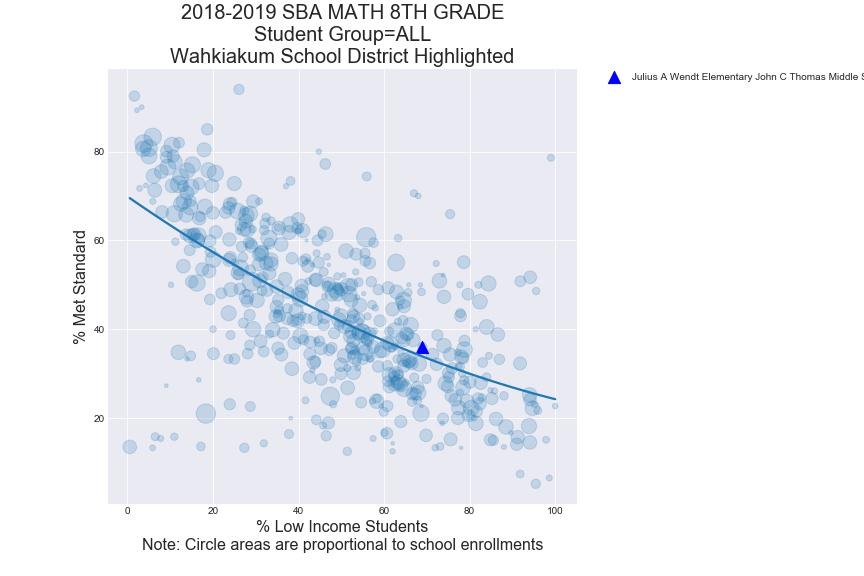 2018-2019 SBA MATH 8TH GRADE
Student Group=ALL
Wahkiakum School District Highlighted
Julius A Wendt Elementary John C Thomas Middle S
% Met Standard
80
60
40
20
0 20 40 60 80 100
% Low Income Students
Note: Circle areas are proportional to school enrollments